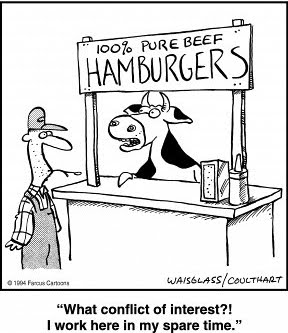 100% PURE BEEF
HAMBURGERS
© 1994 Farcus Cartoons
WAISGLASS/COULTHART
"What conflict of interest?!
I work here in my spare time."